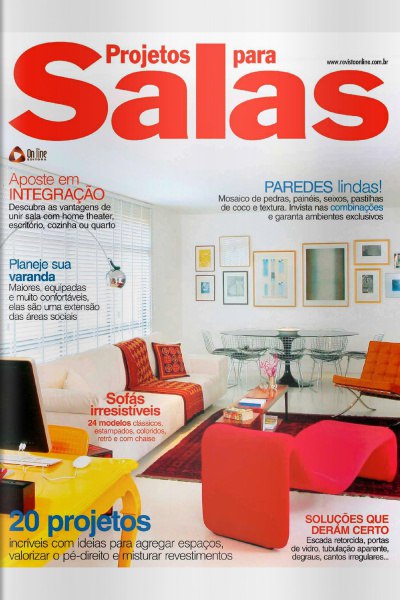 Projetos para
www.revistaonline.com.br
Salas
On line
EDITORA
Aposte em
INTEGRAÇÃO
Descubra as vantagens de
unir sala com home theater,
escritório, cozinha ou quarto
PAREDES lindas!
Mosaico de pedras, painéis, seixos, pastilhas
de coco e textura. Invista nas combinações
e garanta ambientes exclusivos
Planeje sua
varanda
Maiores, equipadas
e muito confortáveis,
elas são uma extensão
das áreas sociais
Sofás
irresistíveis
24 modelos clássicos,
estampados, coloridos,
retrô e com chaise
20 projetos
incríveis com ideias para agregar espaços,
valorizar o pé-direito e misturar revestimentos
SOLUÇÕES QUE
DERAM CERTO
Escada retorcida, portas
de vidro, tubulação aparente,
degraus, cantos irregulares...